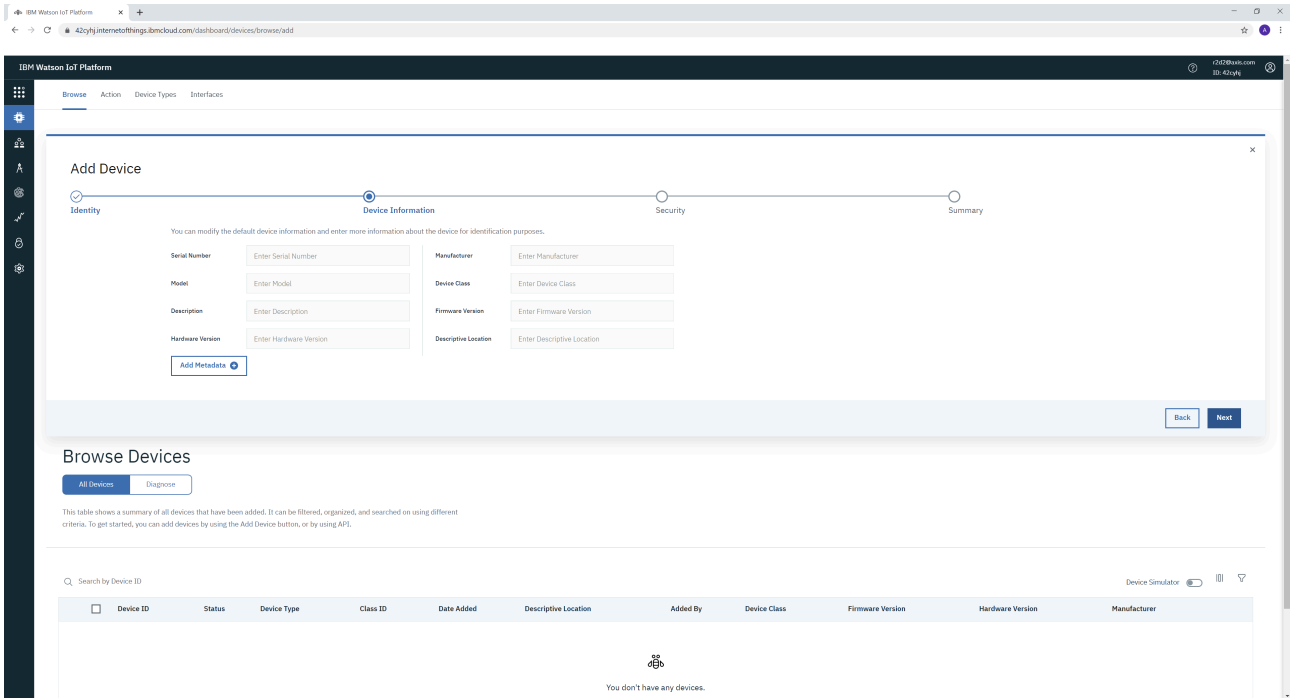 IBM Watson IoT Platform
42cyhj.internetofthings.ibmcloud.com/dashboard/devices/browse/add
A
IBM Watson IoT Platform
r2d2@axis.com
ID: 42cyhj
Browse Action Device Types Interfaces
Add Device
Identity Device Information Security Summary
You can modify the default device information and enter more information about the device for identification purposes.
Serial Number Enter Serial Number Manufacturer Enter Manufacturer
Model Enter Model Device Class Enter Device Class
Description Enter Description Firmware Version Enter Firmware Version
Hardware Version Enter Hardware Version Descriptive Location Enter Descriptive Location
Add Metadata
Back Next
Browse Devices
All Devices Diagnose
This table shows a summary of all devices that have been added. It can be filtered, organized, and searched on using different
criteria. To get started, you can add devices by using the Add Device button, or by using API.
Search by Device ID Device Simulator
Device ID Status Device Type Class ID Date Added Descriptive Location Added By Device Class Firmware Version Hardware Version Manufacturer
You don't have any devices.